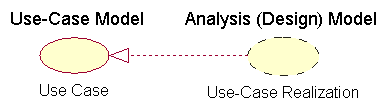 Use-Case Model
Analysis (Design) Model
Use Case
Use-Case Realization